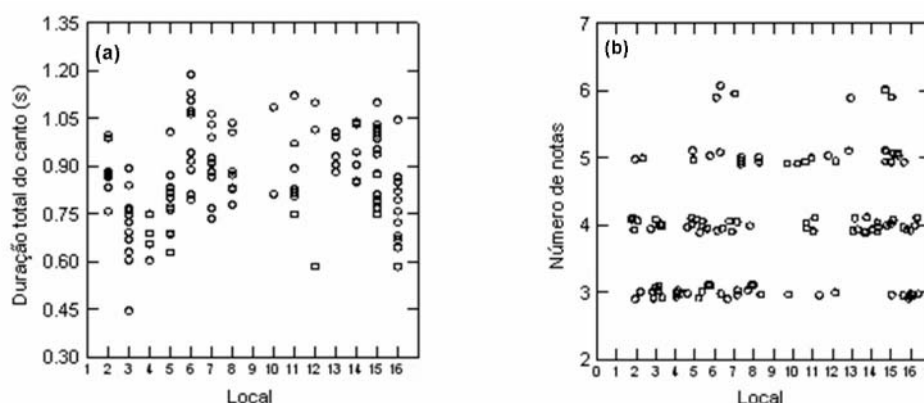 (a)
Duração total do canto (s)
1.35
1.20
1.05
0.90
0.75
0.60
0.45
0.30
1 2 3 4 5 6 7 8 10 11 12 13 14 15 16
Local
(b)
Número de notas
7
6
5
4
3
2
0 1 2 3 4 5 6 7 8 9 10 11 12 13 14 15 16
Local